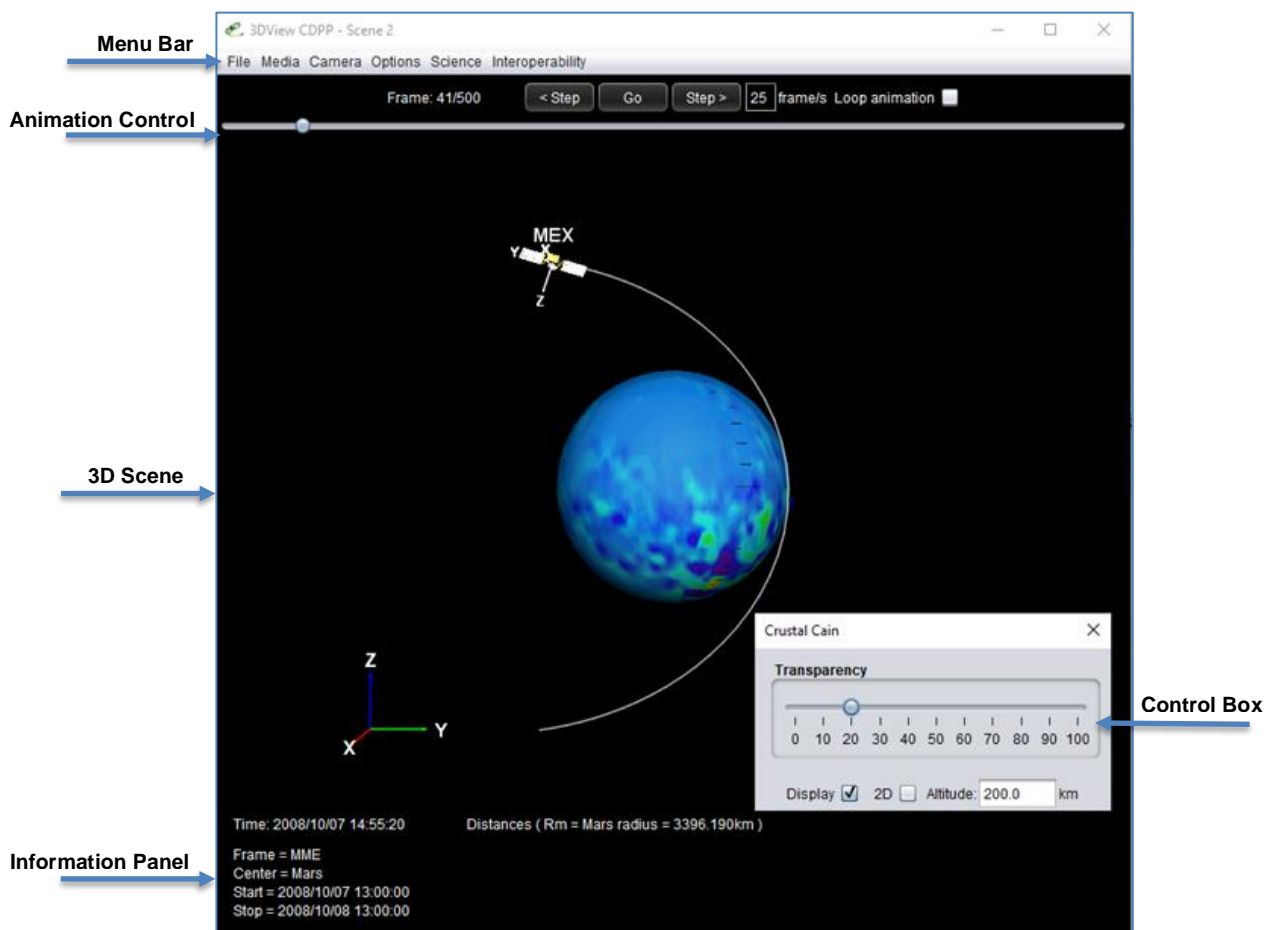 3DView CDPP - Scene 2
Menu Bar
File Media Camera Options Science Interoperability
Frame: 41/500 < Step Go Step > 25 frame/s Loop animation
Animation Control
MEX
Y X
Z
3D Scene
Crustal Cain
Transparency
0 10 20 30 40 50 60 70 80 90 100
Control Box
Display 2D Altitude: 200.0 km
Z
Y
X
Time: 2008/10/07 14:55:20 Distances ( Rm = Mars radius = 3396.190km )
Information Panel
Frame = MME
Center = Mars
Start = 2008/10/07 13:00:00
Stop = 2008/10/08 13:00:00